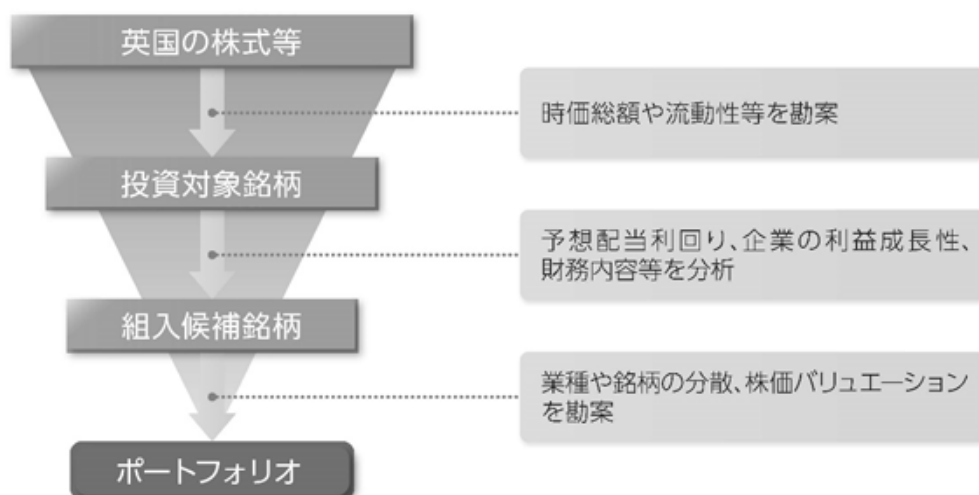 英国の株式等
時価総額や流動性等を勘案
投資対象銘柄
予想配当利回り、企業の利益成長性、
財務内容等を分析
組入候補銘柄
業種や銘柄の分散、株価バリュエーション
を勘案
ポートフォリオ